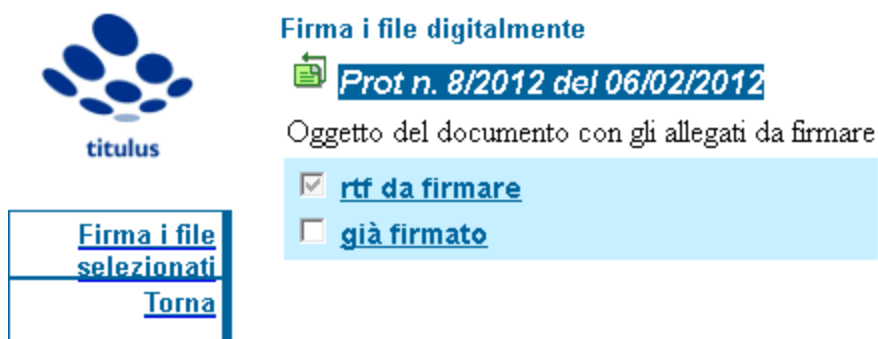 titulus
Firma i file
selezionati
Torna
Firma i file digitalmente
Prot n. 8/2012 del 06/02/2012
Oggetto del documento con gli allegati da firmare
rtf da firmare
già firmato